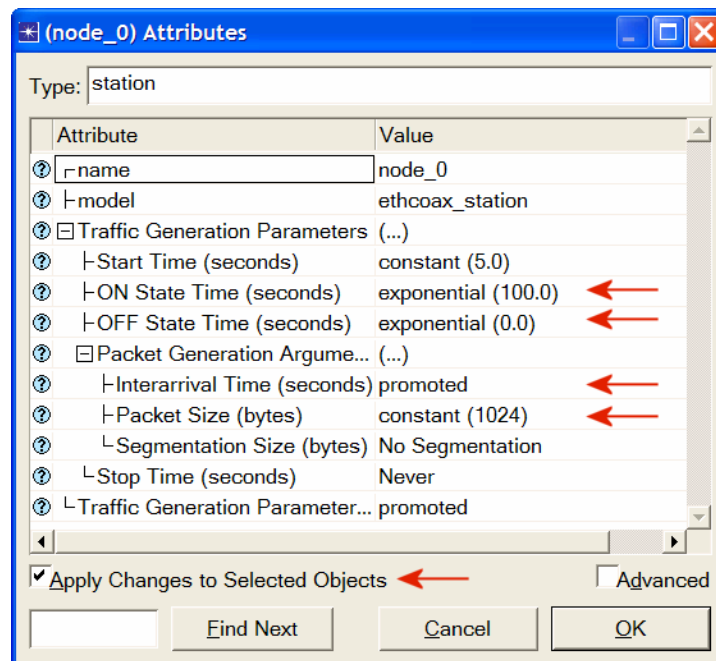 (node_0) Attributes
Type: station
Attribute Value
name node_0
model ethcoax_station
Traffic Generation Parameters (...)
Start Time (seconds) constant (5.0)
ON State Time (seconds) exponential (100.0)
OFF State Time (seconds) exponential (0.0)
Packet Generation Argume... (...)
Interarrival Time (seconds) promoted
Packet Size (bytes) constant (1024)
Segmentation Size (bytes) No Segmentation
Stop Time (seconds) Never
Traffic Generation Parameter... promoted
Apply Changes to Selected Objects Advanced
Find Next Cancel OK